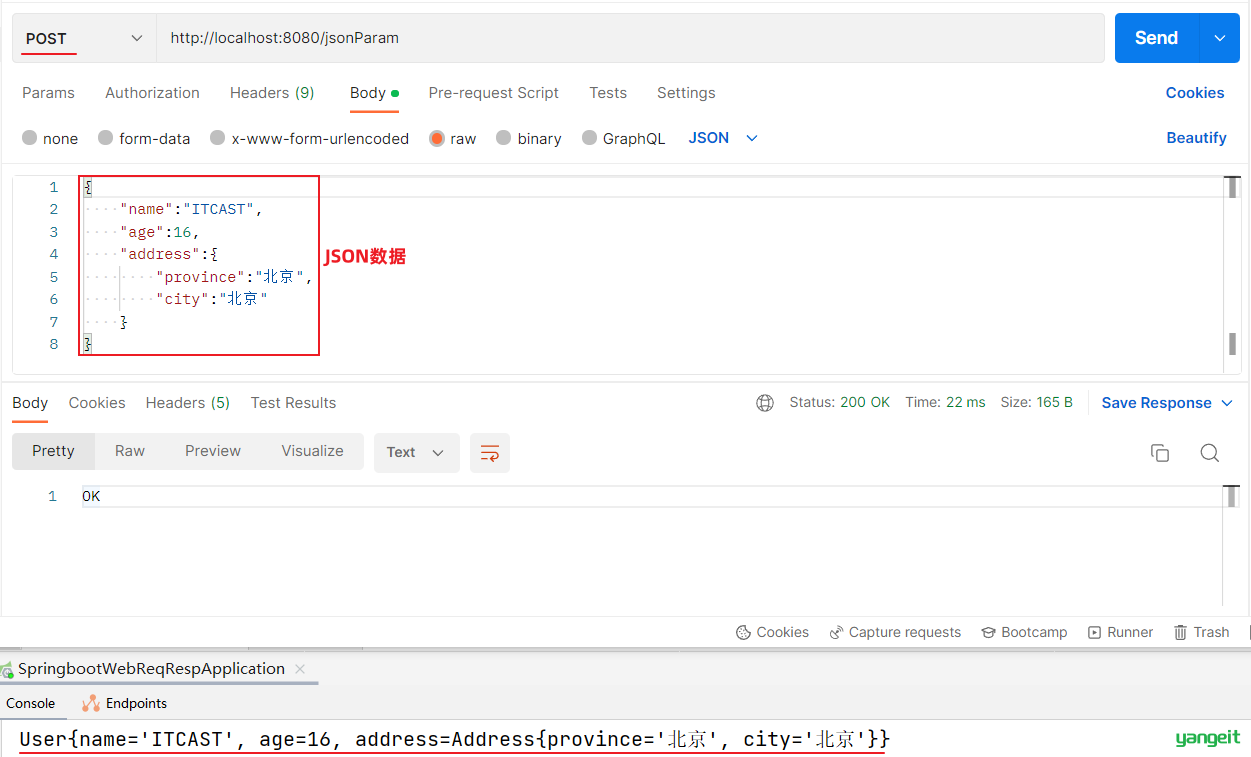 POST http://localhost:8080/jsonParam Send
Params Authorization Headers (9) Body Pre-request Script Tests Settings Cookies
none form-data x-www-form-urlencoded raw binary GraphQL JSON Beautify
1 {
2 "name":"ITCAST",
3 "age":16,
4 "address":{
JSON数据
5 "province":"北京",
6 "city":"北京"
7 }
8 }
Body Cookies Headers (5) Test Results Status: 200 OK Time: 22 ms Size: 165 B Save Response
Pretty Raw Preview Visualize Text
1 OK
Cookies Capture requests Bootcamp Runner Trash
SpringbootWebReqRespApplication
Console Endpoints
User{name='ITCAST', age=16, address=Address{province='北京', city='北京'}}
yangeit